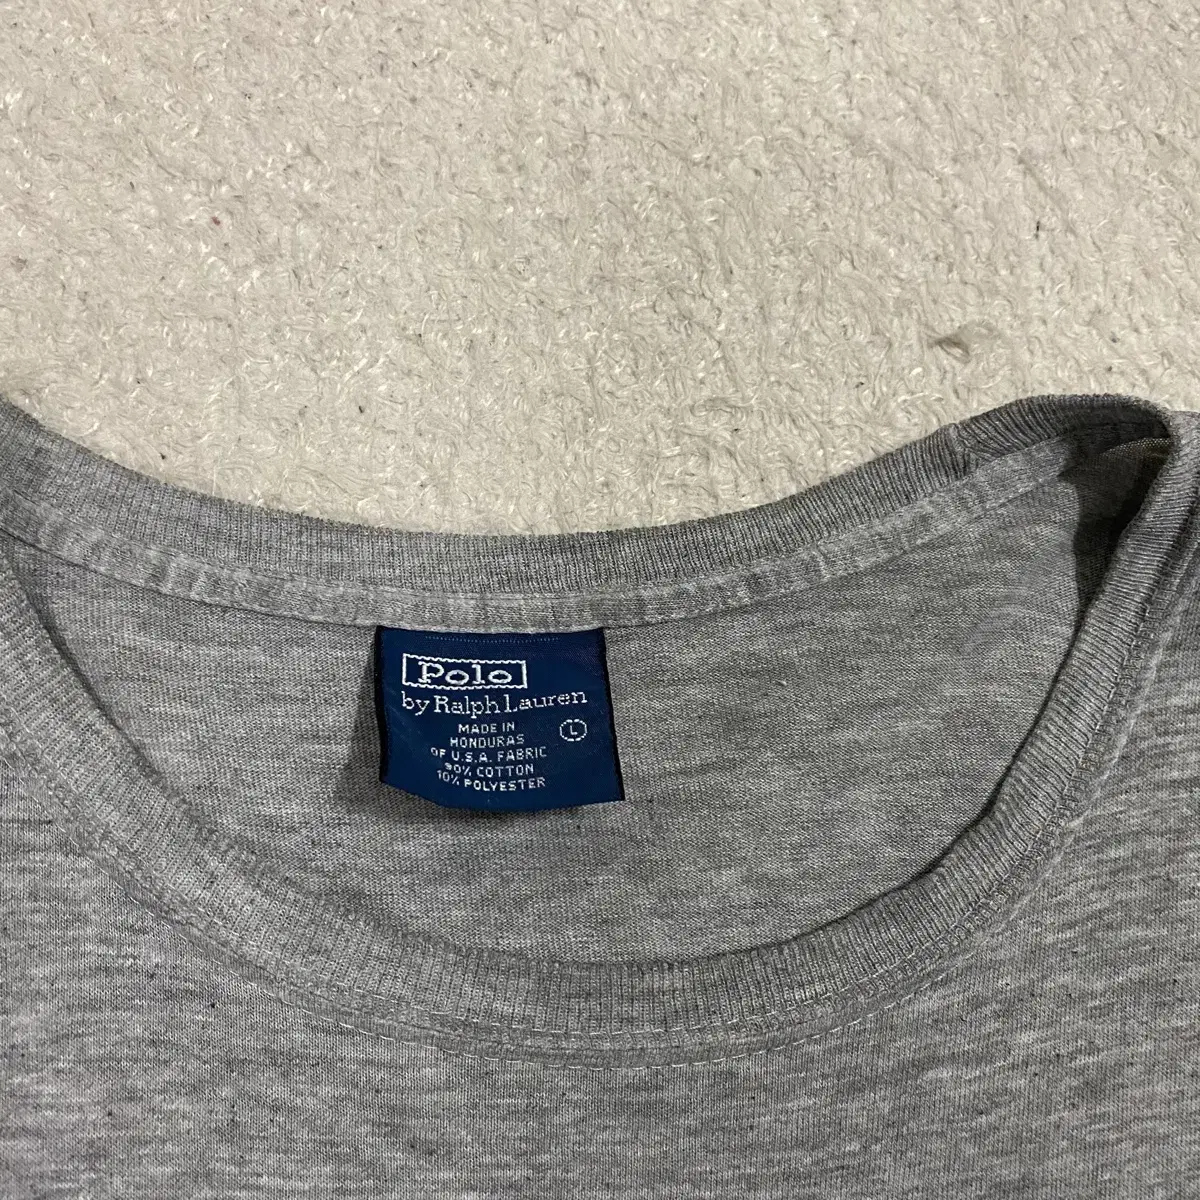 Polo
by Ralph Lauren
MADE IN
HONDURAS
OF U.S.A. FABRIC
90% COTTON
10% POLYESTER
L